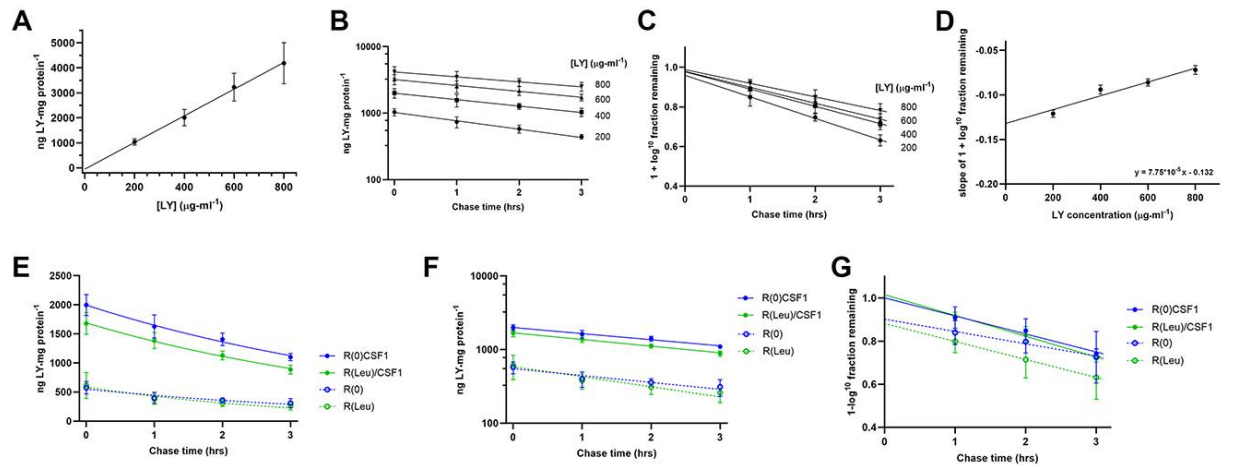 A
ng LY-mg protein⁻¹
5000
4000
3000
2000
1000
0
0 200 400 600 800
[LY] (μg-ml⁻¹)
B
ng LY-mg protein⁻¹
10000
1000
100
[LY] (μg-ml⁻¹)
800
600
400
200
0 1 2 3
Chase time (hrs)
C
1 + log¹⁰ fraction remaining
1.0
0.8
0.6
0.4
[LY] (μg-ml⁻¹)
800
600
400
200
0 1 2 3
Chase time (hrs)
D
slope of 1 + log¹⁰ fraction remaining
-0.05
-0.10
-0.15
-0.20
y = 7.75*10⁻⁵ x - 0.132
0 200 400 600 800
LY concentration (μg-ml⁻¹)
E
ng LY-mg protein⁻¹
2500
2000
1500
1000
500
0
0 1 2 3
Chase time (hrs)
R(0)CSF1
R(Leu)/CSF1
R(0)
R(Leu)
F
ng LY-mg protein⁻¹
10000
1000
100
0 1 2 3
Chase time (hrs)
R(0)CSF1
R(Leu)/CSF1
R(0)
R(Leu)
G
1-log¹⁰ fraction remaining
1.0
0.8
0.6
0.4
0 1 2 3
Chase time (hrs)
R(0)CSF1
R(Leu)/CSF1
R(0)
R(Leu)